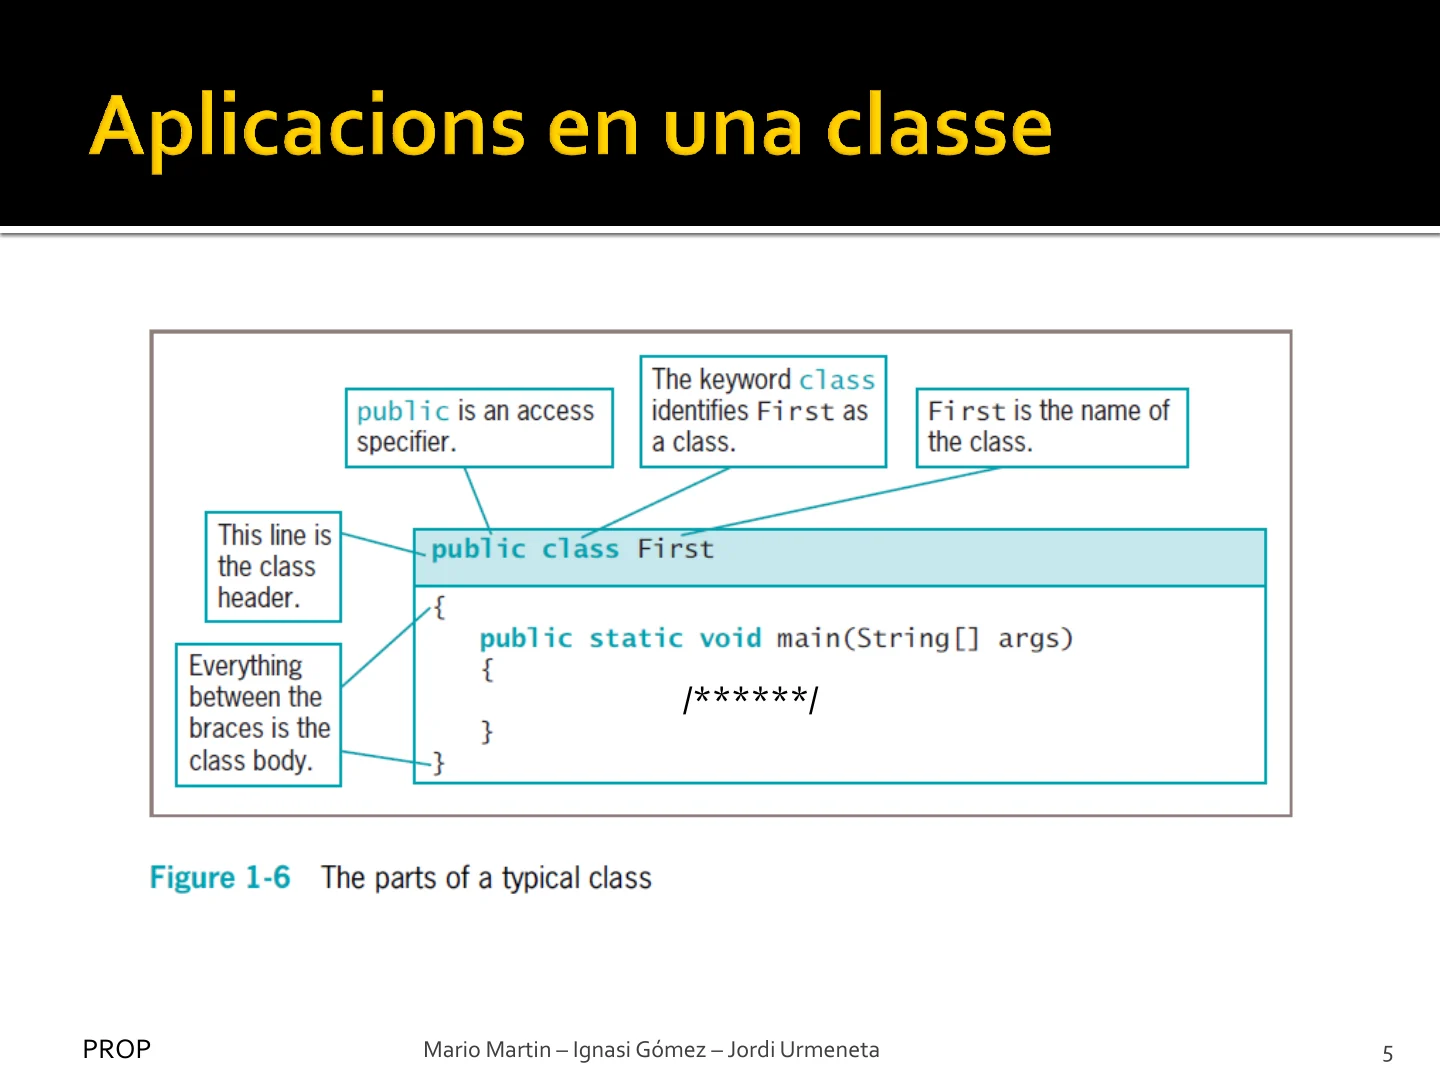 Aplicacions en una classe
public is an access
specifier.
The keyword class
identifies First as
a class.
First is the name of
the class.
This line is
the class
header.
public class First
{
public static void main(String[] args)
{
/******/
}
}
Everything
between the
braces is the
class body.
Figure 1-6 The parts of a typical class
PROP
Mario Martin – Ignasi Gómez – Jordi Urmeneta
5